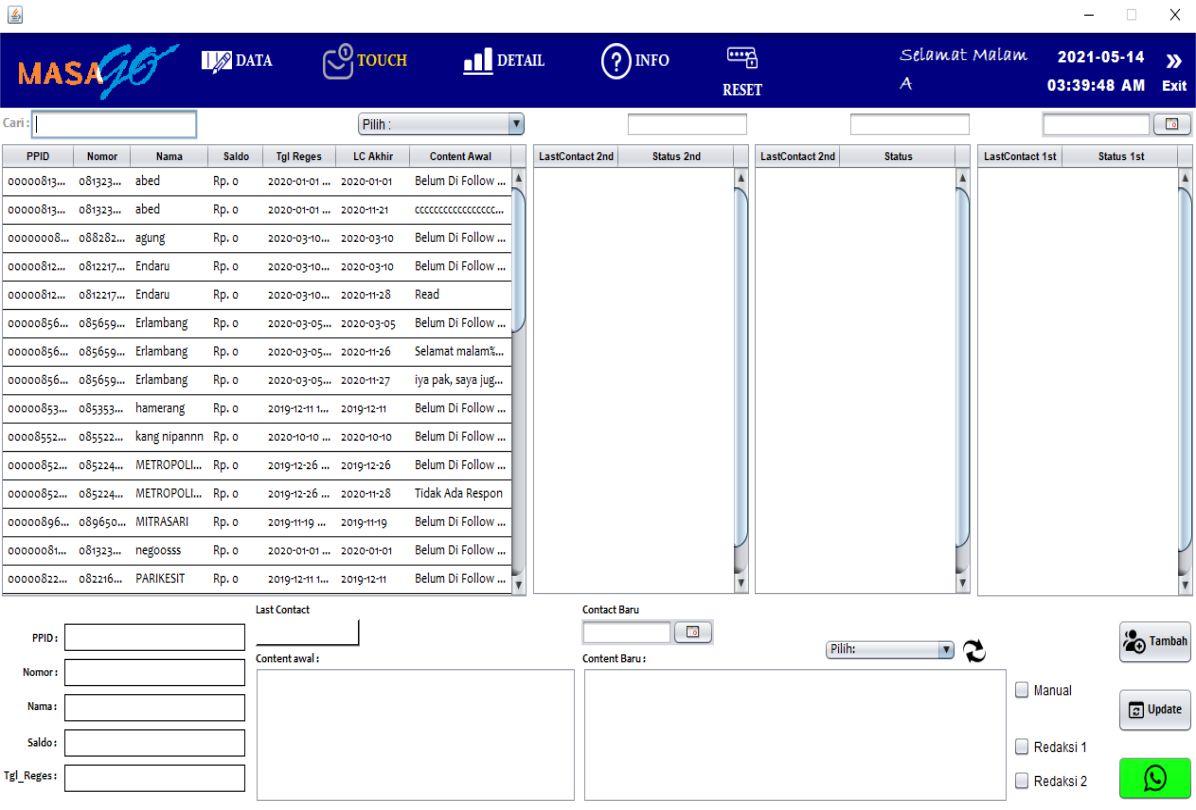 MASAGO DATA TOUCH DETAIL INFO RESET Selamat Malam A 2021-05-14 03:39:48 AM Exit
Cari : Pilih :
PPID Nomor Nama Saldo Tgl Reges LC Akhir Content Awal LastContact 2nd Status 2nd LastContact 2nd Status LastContact 1st Status 1st
00000813... 081323... abed Rp. 0 2020-01-01 ... 2020-01-01 Belum Di Follow ...
00000813... 081323... abed Rp. 0 2020-01-01 ... 2020-11-21 ccccccccccccccccc...
00000008... 088282... agung Rp. 0 2020-03-10... 2020-03-10 Belum Di Follow ...
00000812... 0812217... Endaru Rp. 0 2020-03-10... 2020-03-10 Belum Di Follow ...
00000812... 0812217... Endaru Rp. 0 2020-03-10... 2020-11-28 Read
00000856... 085659... Erlambang Rp. 0 2020-03-05... 2020-03-05 Belum Di Follow ...
00000856... 085659... Erlambang Rp. 0 2020-03-05... 2020-11-26 Selamat malam%...
00000856... 085659... Erlambang Rp. 0 2020-03-05... 2020-11-27 iya pak, saya jug...
00000853... 085353... hamerang Rp. 0 2019-12-11 1... 2019-12-11 Belum Di Follow ...
00008552... 085522... kang nipannn Rp. 0 2020-10-10 ... 2020-10-10 Belum Di Follow ...
00000852... 085224... METROPOLI... Rp. 0 2019-12-26 ... 2019-12-26 Belum Di Follow ...
00000852... 085224... METROPOLI... Rp. 0 2019-12-26 ... 2020-11-28 Tidak Ada Respon
00000896... 089650... MITRASARI Rp. 0 2019-11-19 ... 2019-11-19 Belum Di Follow ...
00000081... 081323... negoosss Rp. 0 2020-01-01 ... 2020-01-01 Belum Di Follow ...
00000822... 082216... PARIKESIT Rp. 0 2019-12-11 1... 2019-12-11 Belum Di Follow ...
Last Contact Contact Baru
PPID :
Nomor :
Nama :
Saldo :
Tgl_Reges :
Content awal :
Content Baru :
Pilih:
Manual
Redaksi 1
Redaksi 2
Tambah
Update